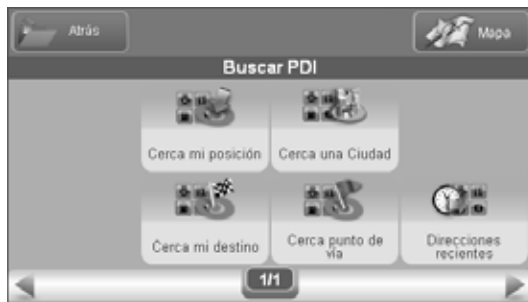 Atrás
Mapa
Buscar PDI
Cerca mi posición
Cerca una Ciudad
Cerca mi destino
Cerca punto de
vía
Direcciones
recientes
1/1